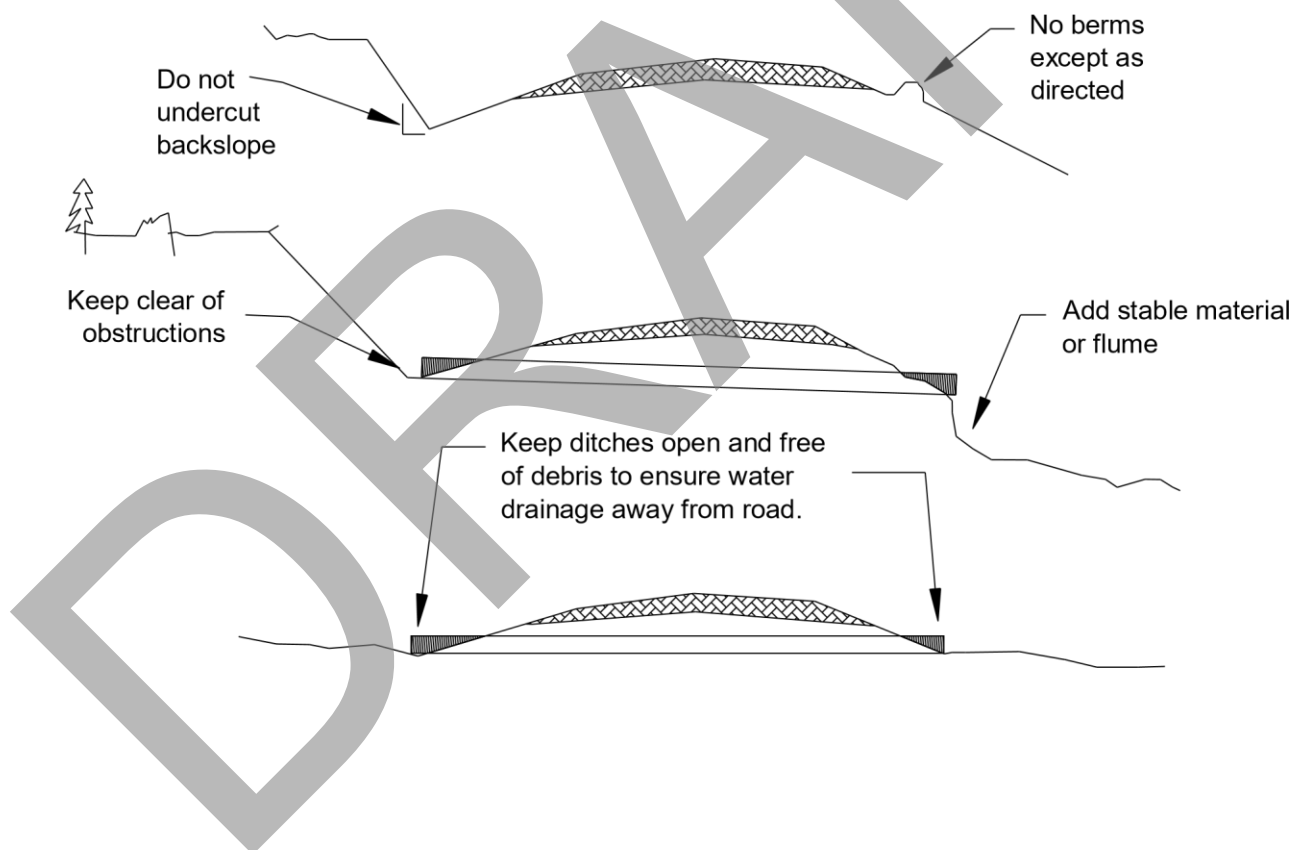 No berms
except as
directed
Do not
undercut
backslope
Keep clear of
obstructions
Add stable material
or flume
Keep ditches open and free
of debris to ensure water
drainage away from road.
DRA